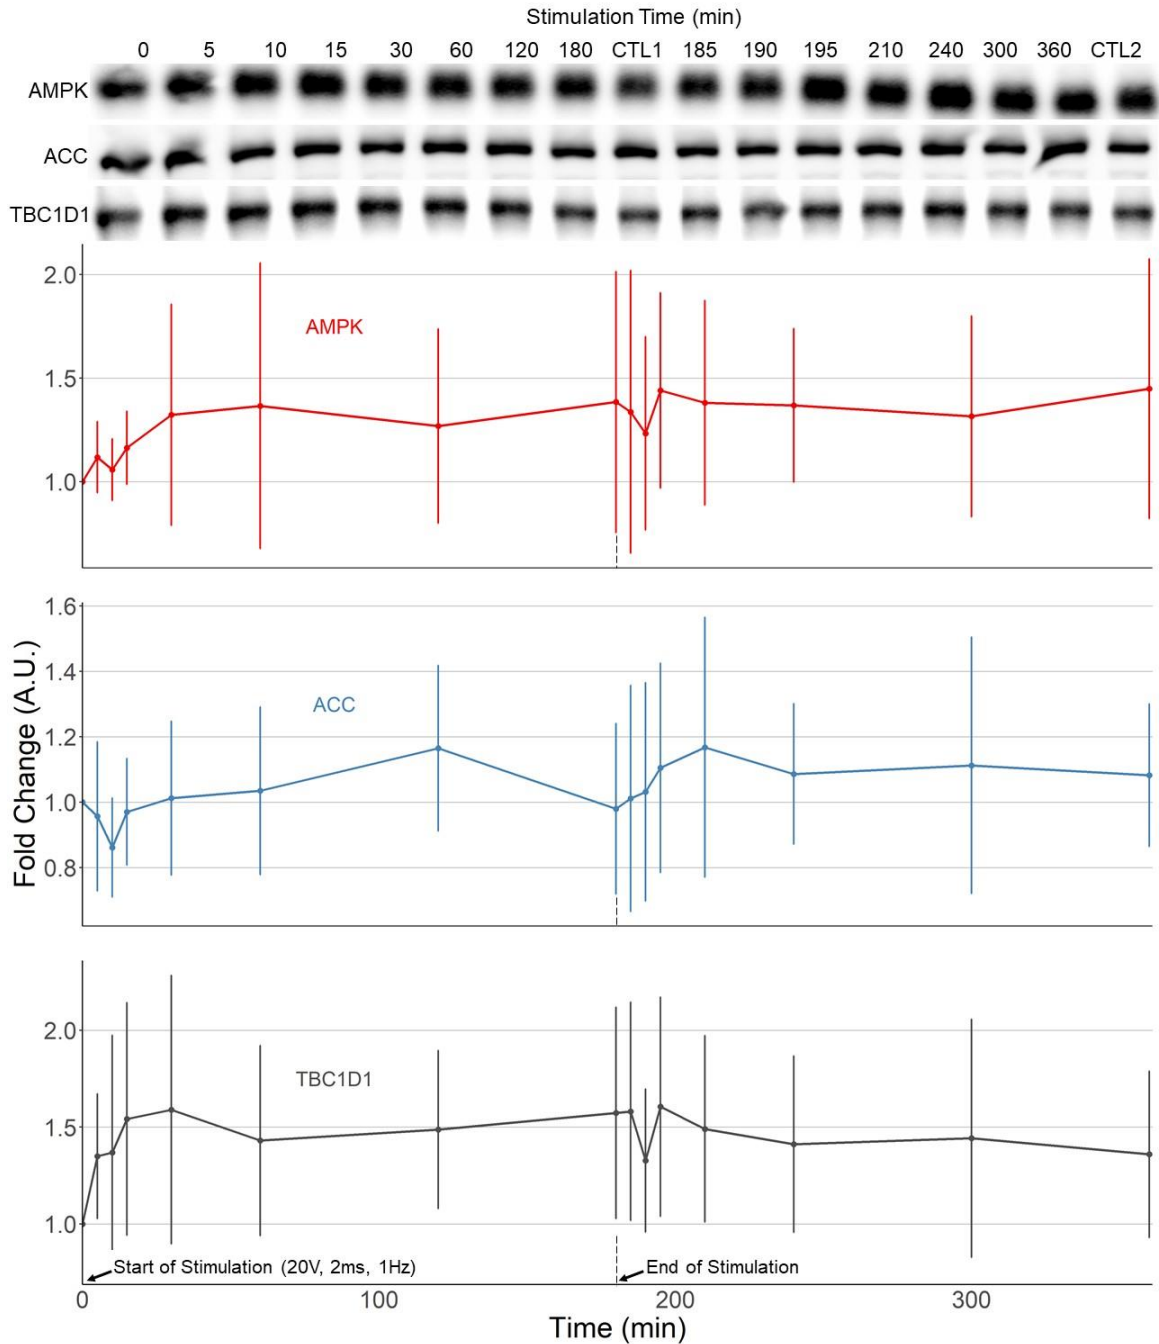 Stimulation Time (min)
0 5 10 15 30 60 120 180 CTL1 185 190 195 210 240 300 360 CTL2
AMPK
ACC
TBC1D1
2.0
AMPK
1.5
1.0
1.6
1.4
ACC
1.2
1.0
0.8
Fold Change (A.U.)
2.0
TBC1D1
1.5
1.0
Start of Stimulation (20V, 2ms, 1Hz)
End of Stimulation
0 100 200 300
Time (min)